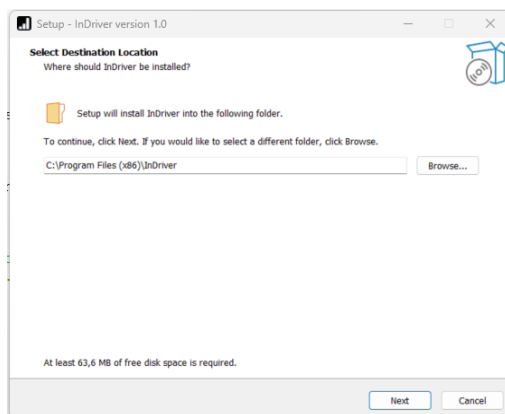 Setup - InDriver version 1.0
Select Destination Location
Where should InDriver be installed?
Setup will install InDriver into the following folder.
To continue, click Next. If you would like to select a different folder, click Browse.
C:\Program Files (x86)\InDriver
Browse...
At least 63,6 MB of free disk space is required.
Next
Cancel